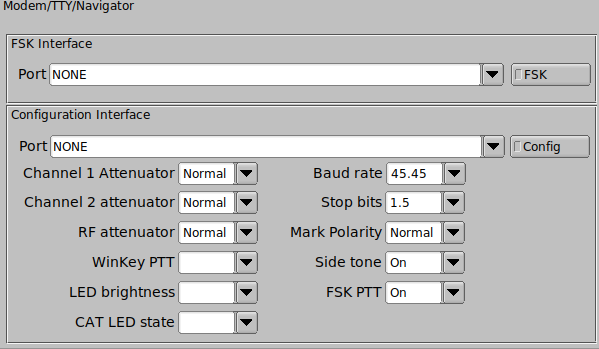 Modem/TTY/Navigator
FSK Interface
Port NONE FSK
Configuration Interface
Port NONE Config
Channel 1 Attenuator Normal Baud rate 45.45
Channel 2 attenuator Normal Stop bits 1.5
RF attenuator Normal Mark Polarity Normal
WinKey PTT Side tone On
LED brightness FSK PTT On
CAT LED state